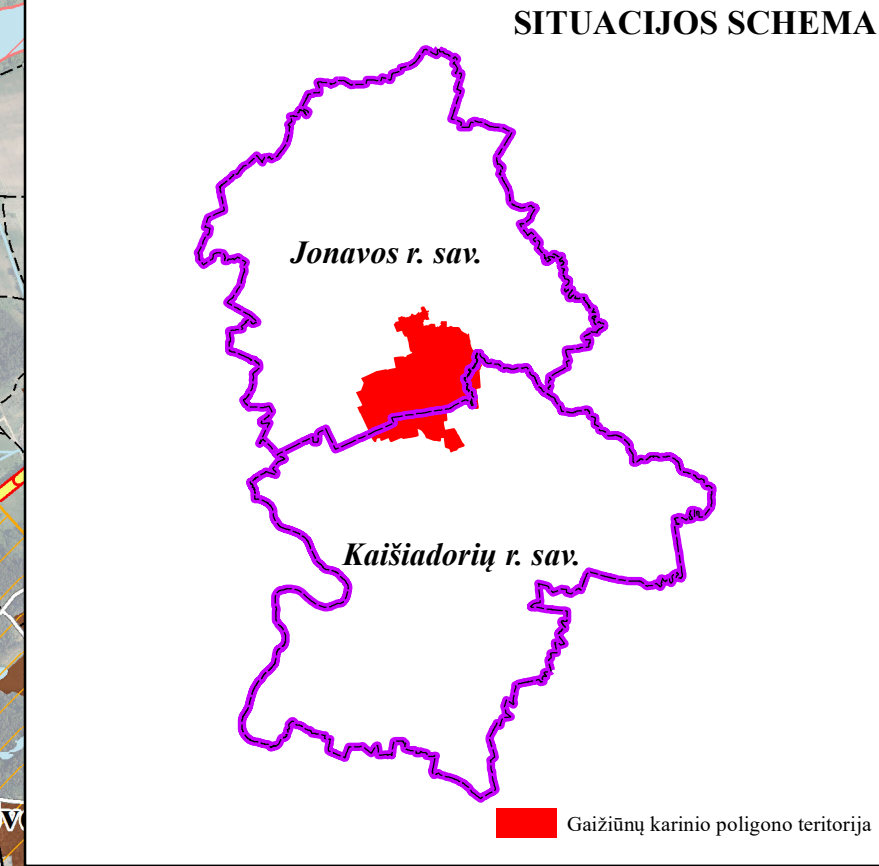 SITUACIJOS SCHEMA
Jonavos r. sav.
Kaišiadorių r. sav.
Gaižiūnų karinio poligono teritorija